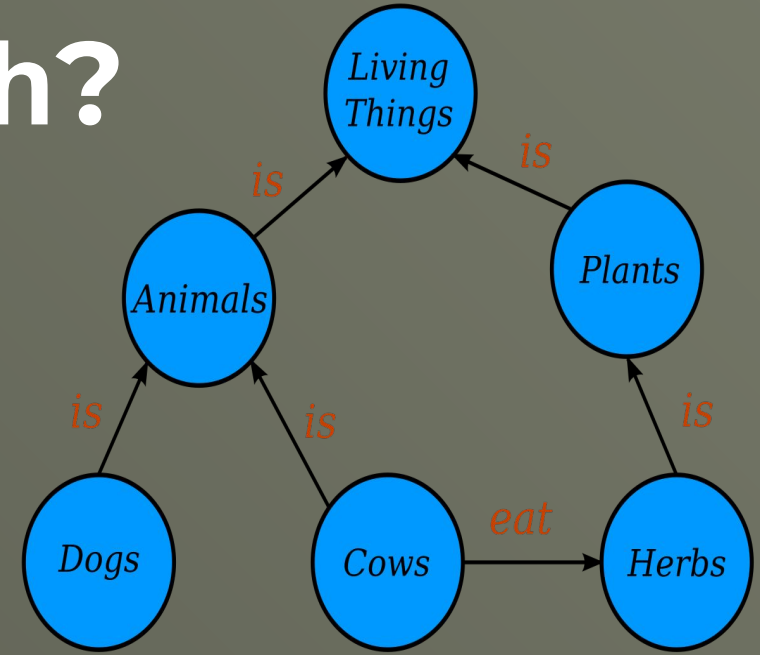 h?
Living
Things
is
is
Plants
Animals
is
is
is
eat
Dogs
Cows
Herbs